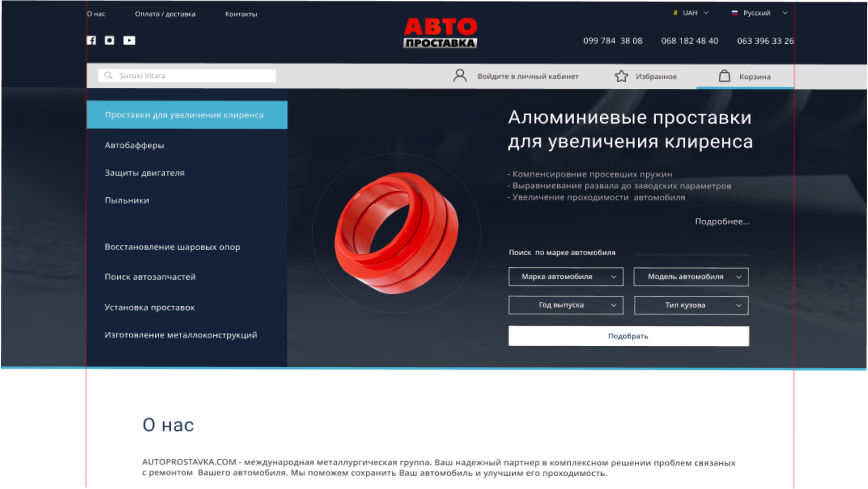 О нас
Оплата / доставка
Контакты
₴ UAH
Русский
АВТО
ПРОСТАВКА
099 784 38 08
068 182 48 40
063 396 33 26
Suzuki Vitara
Войдите в личный кабинет
Избранное
Корзина
Проставки для увеличения клиренса
Автобафферы
Защиты двигателя
Пыльники
Восстановление шаровых опор
Поиск автозапчастей
Установка проставок
Изготовление металлоконструкций
Алюминиевые проставки
для увеличения клиренса
- Компенсировние просевших пружин
- Выравниевание развала до заводских параметров
- Увеличение проходимости автомобиля
Подробнее...
Поиск по марке автомобиля
Марка автомобиля
Модель автомобиля
Год выпуска
Тип кузова
Подобрать
О нас
AUTOPROSTAVKA.COM - международная металлургическая группа. Ваш надежный партнер в комплексном решении проблем связаных
с ремонтом Вашего автомобиля. Мы поможем сохранить Ваш автомобиль и улучшим его проходимость.